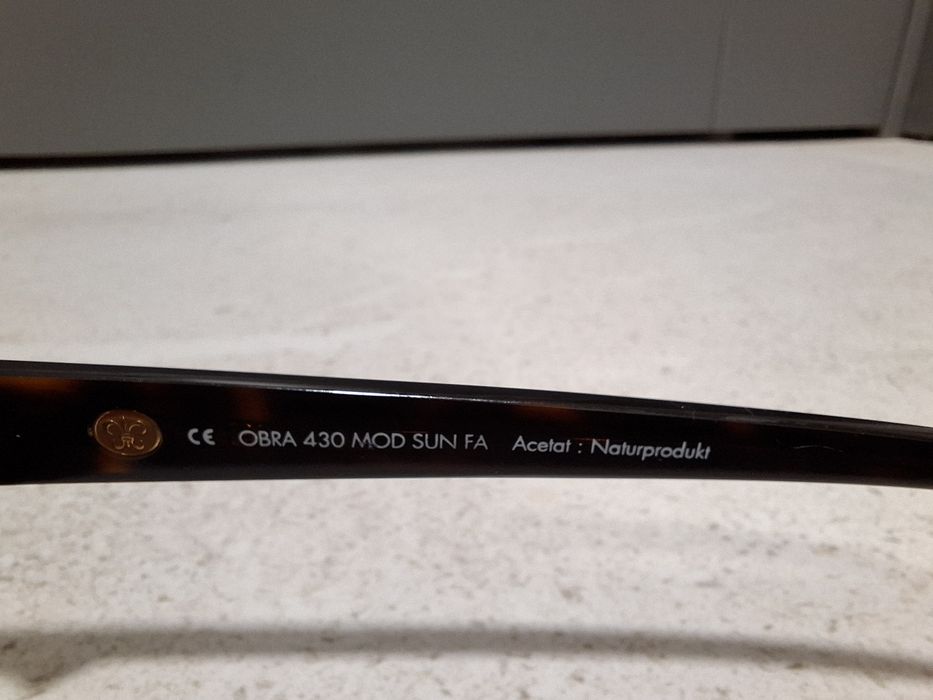 CE OBRA 430 MOD SUN FA Acetat : Naturprodukt